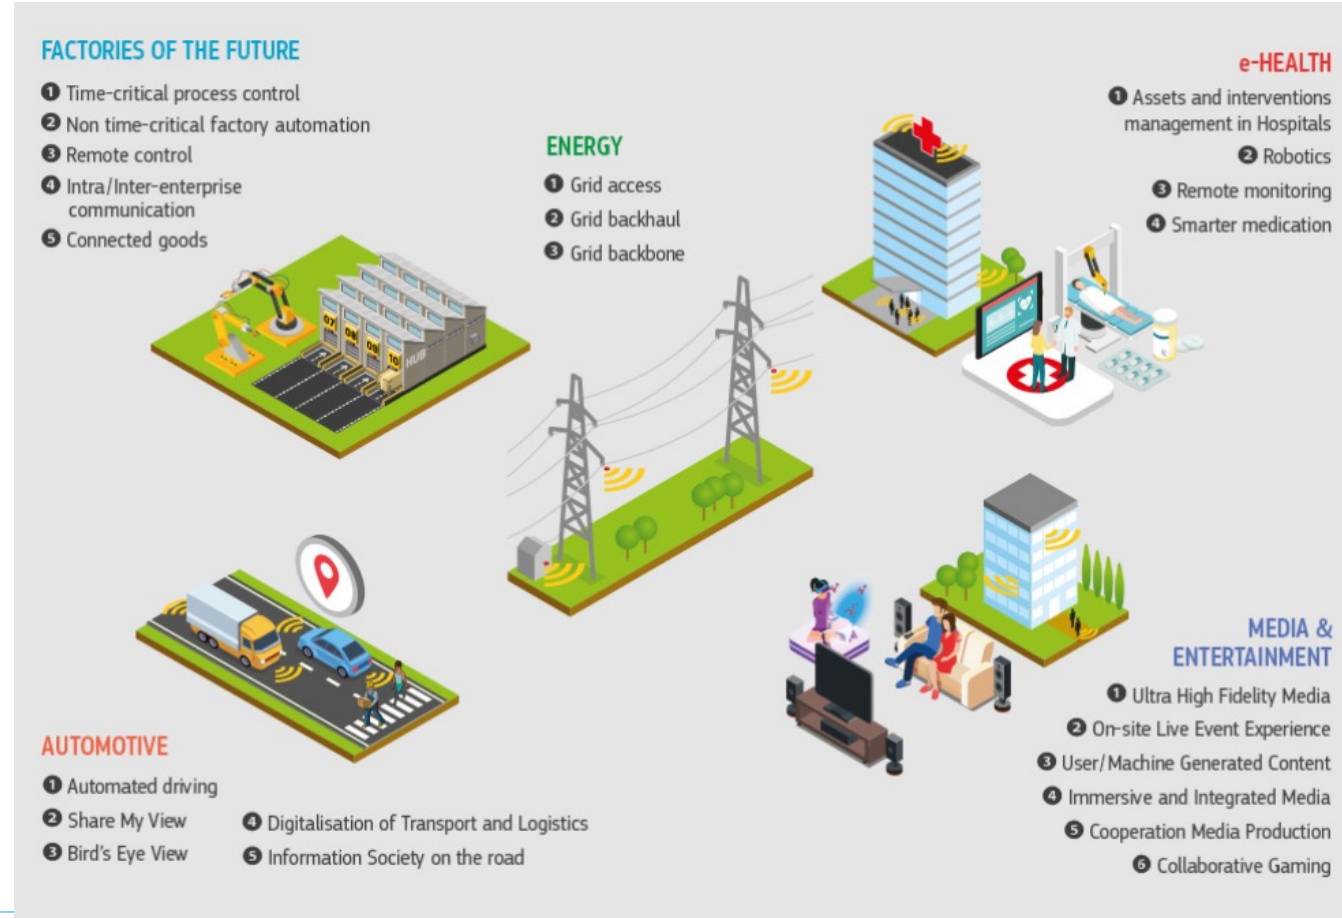 FACTORIES OF THE FUTURE
❶ Time-critical process control
❷ Non time-critical factory automation
❸ Remote control
❹ Intra/Inter-enterprise
communication
❺ Connected goods
07
08
09
10
HUB
ENERGY
❶ Grid access
❷ Grid backhaul
❸ Grid backbone
e-HEALTH
❶ Assets and interventions
management in Hospitals
❷ Robotics
❸ Remote monitoring
❹ Smarter medication
AUTOMOTIVE
❶ Automated driving
❷ Share My View
❸ Bird's Eye View
❹ Digitalisation of Transport and Logistics
❺ Information Society on the road
MEDIA &
ENTERTAINMENT
❶ Ultra High Fidelity Media
❷ On-site Live Event Experience
❸ User/Machine Generated Content
❹ Immersive and Integrated Media
❺ Cooperation Media Production
❻ Collaborative Gaming